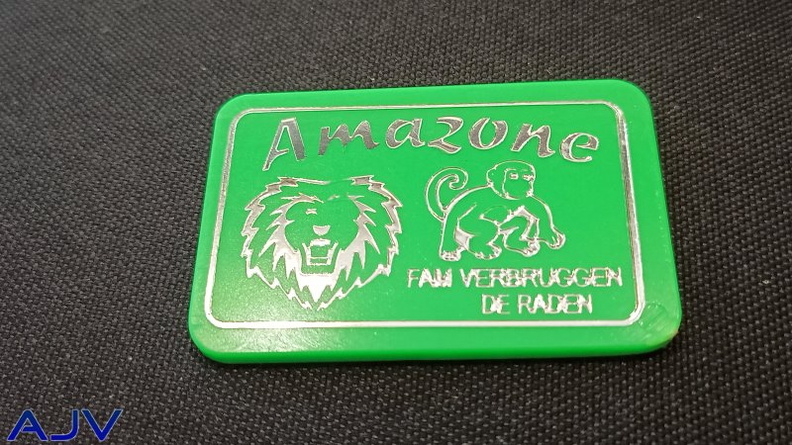 Amazone
FAM VERBRUGGEN
DE RADEN
AJV